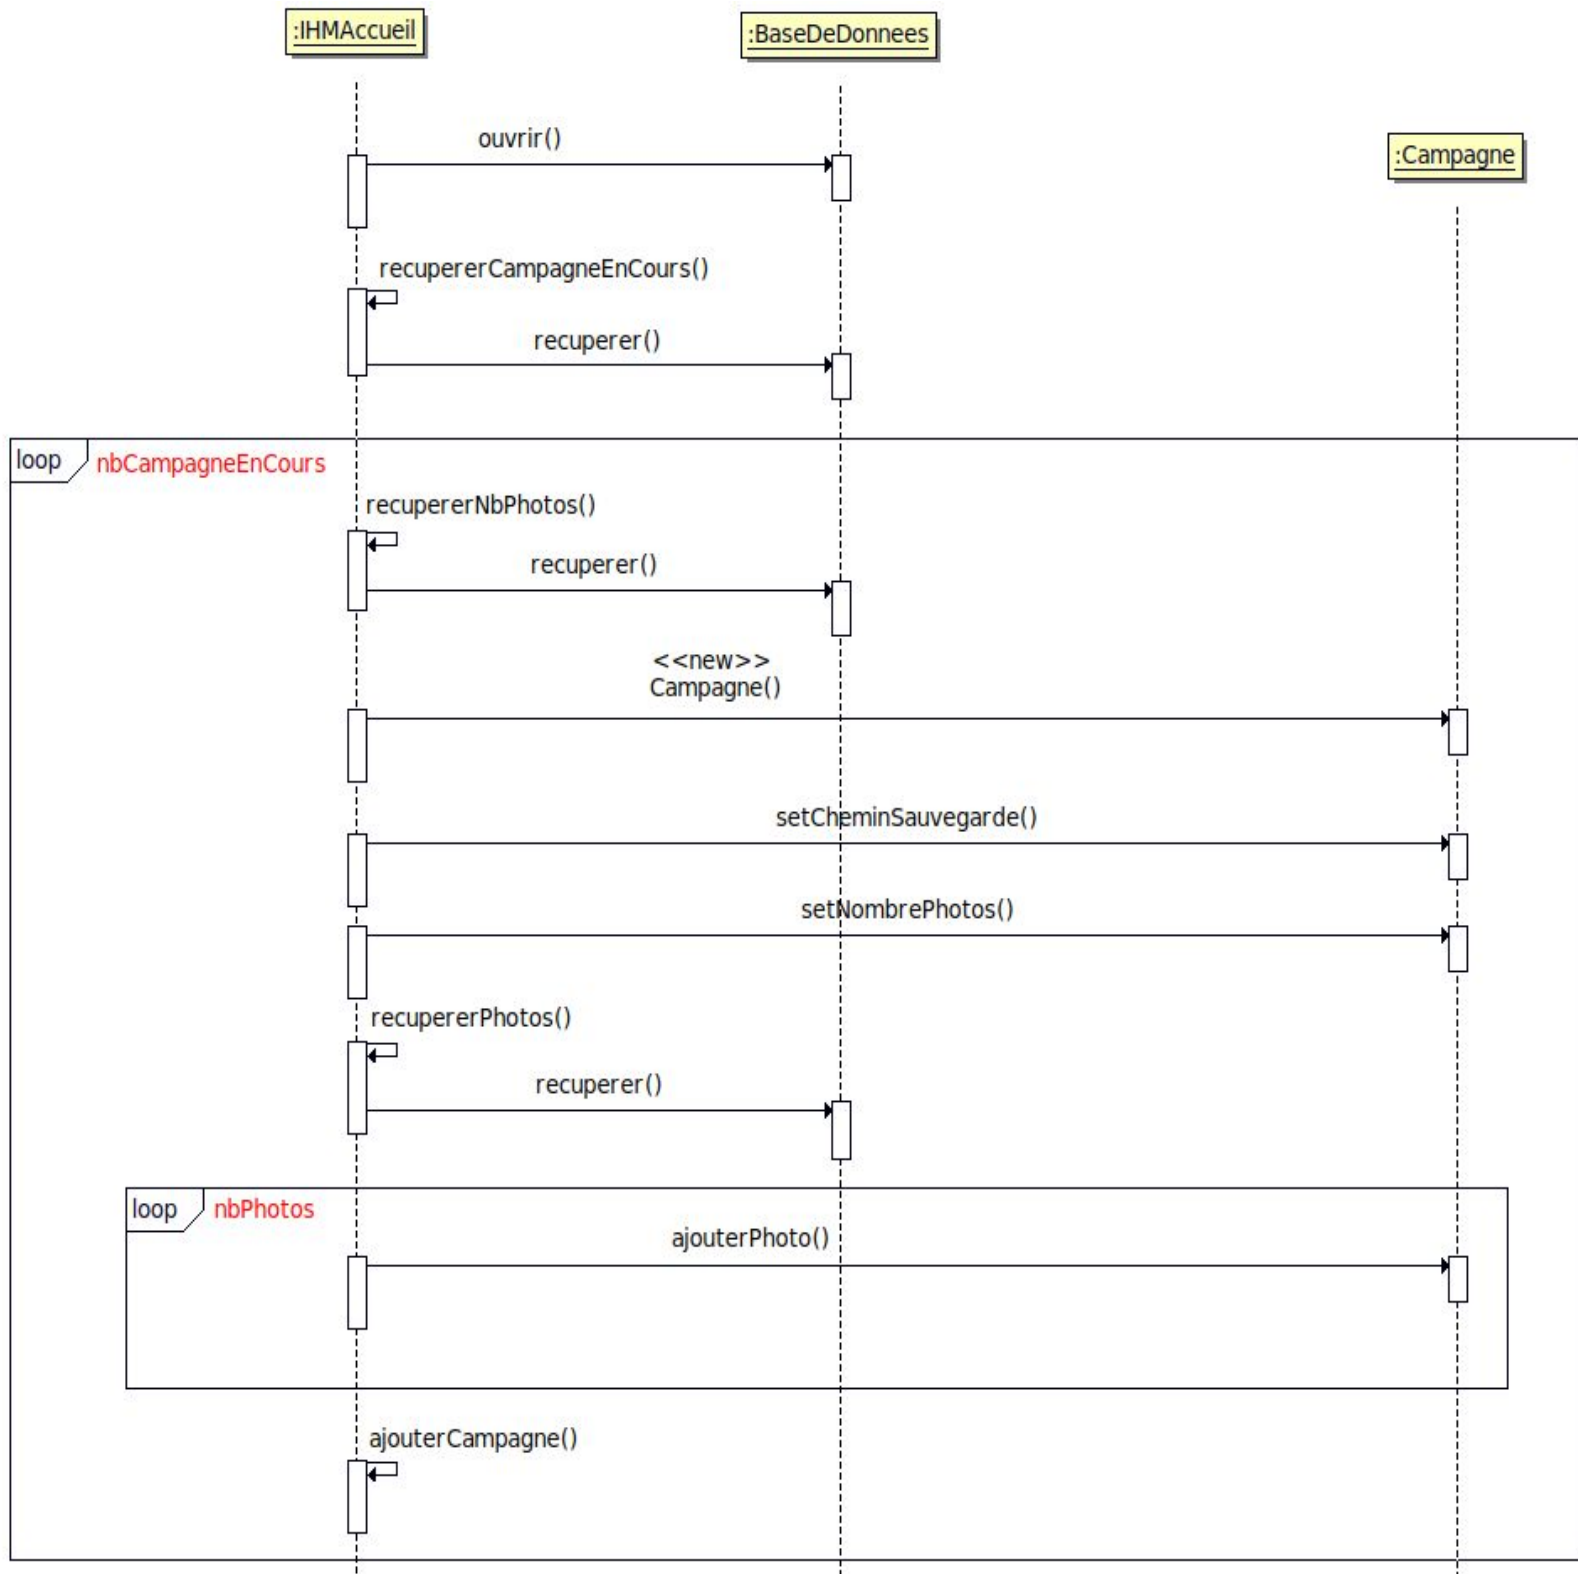 :IHMAccueil
:BaseDeDonnees
ouvrir()
:Campagne
recupererCampagneEnCours()
recuperer()
loop
nbCampagneEnCours
recupererNbPhotos()
recuperer()
<<new>>
Campagne()
setCheminSauvegarde()
setNombrePhotos()
recupererPhotos()
recuperer()
loop
nbPhotos
ajouterPhoto()
ajouterCampagne()